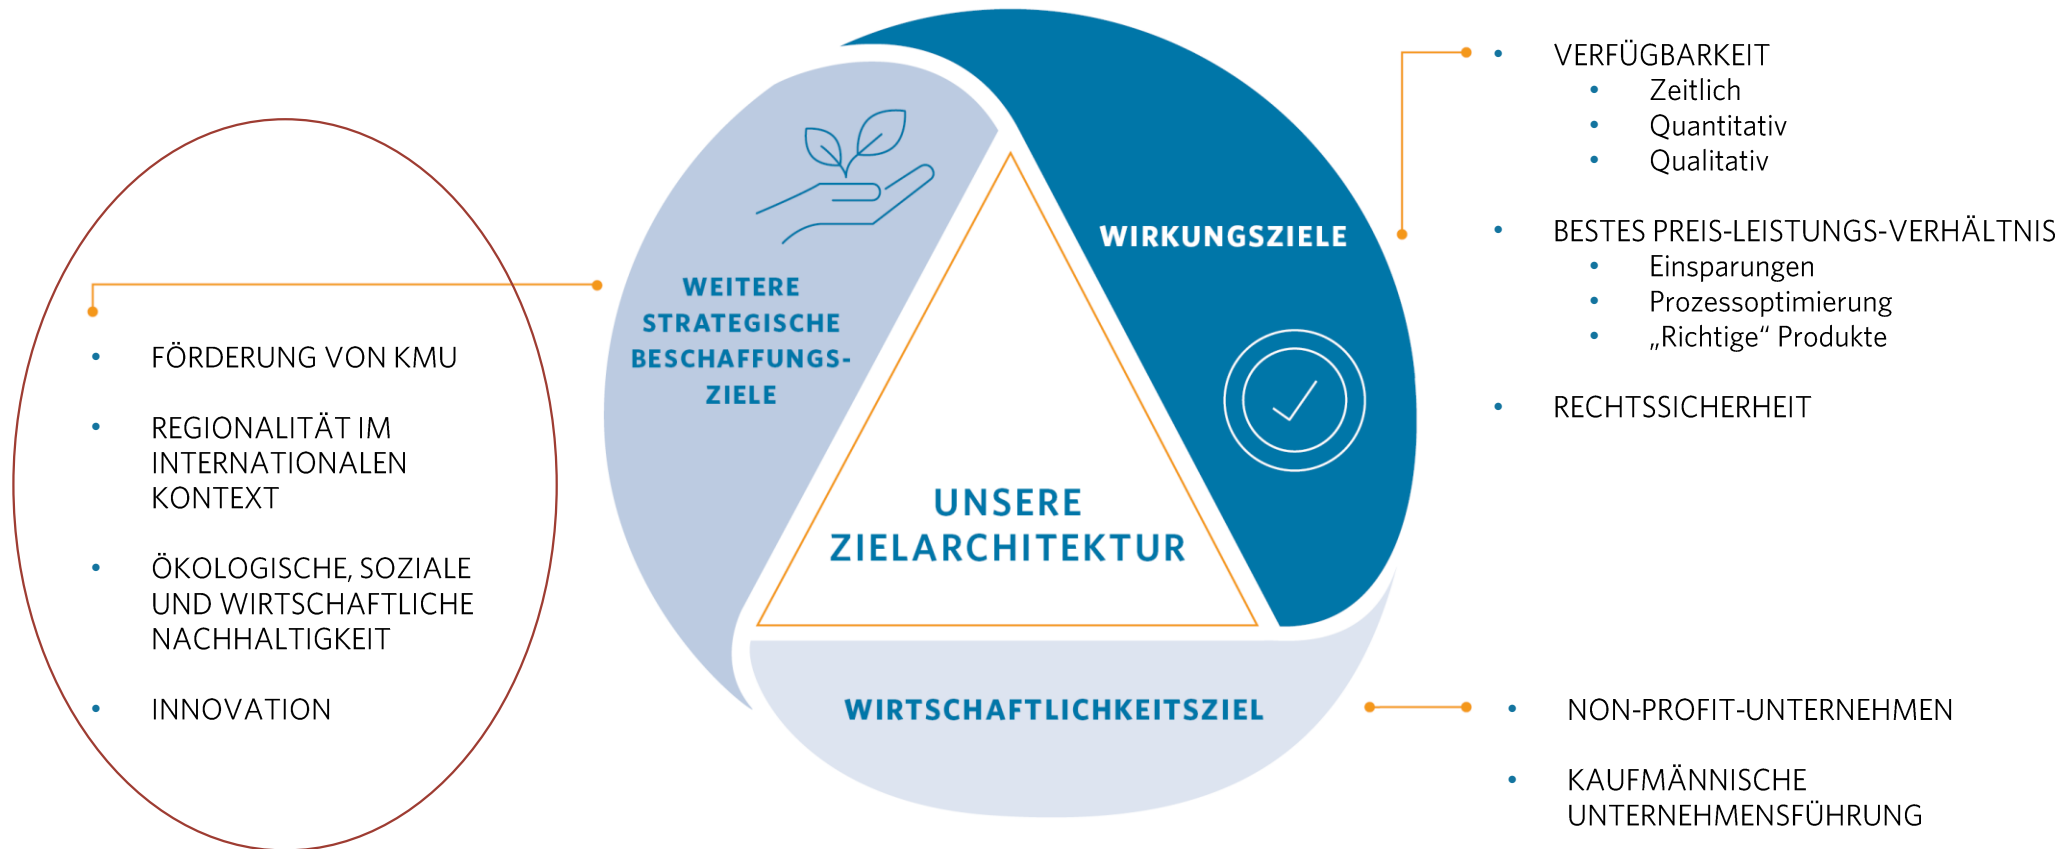 WEITERE
STRATEGISCHE
BESCHAFFUNGS-
ZIELE
• FÖRDERUNG VON KMU
• REGIONALITÄT IM
INTERNATIONALEN
KONTEXT
• ÖKOLOGISCHE, SOZIALE
UND WIRTSCHAFTLICHE
NACHHALTIGKEIT
• INNOVATION
UNSERE
ZIELARCHITEKTUR
WIRKUNGSZIELE
• VERFÜGBARKEIT
• Zeitlich
• Quantitativ
• Qualitativ
• BESTES PREIS-LEISTUNGS-VERHÄLTNIS
• Einsparungen
• Prozessoptimierung
• „Richtige“ Produkte
• RECHTSSICHERHEIT
WIRTSCHAFTLICHKEITSZIEL
• NON-PROFIT-UNTERNEHMEN
• KAUFMÄNNISCHE
UNTERNEHMENSFÜHRUNG